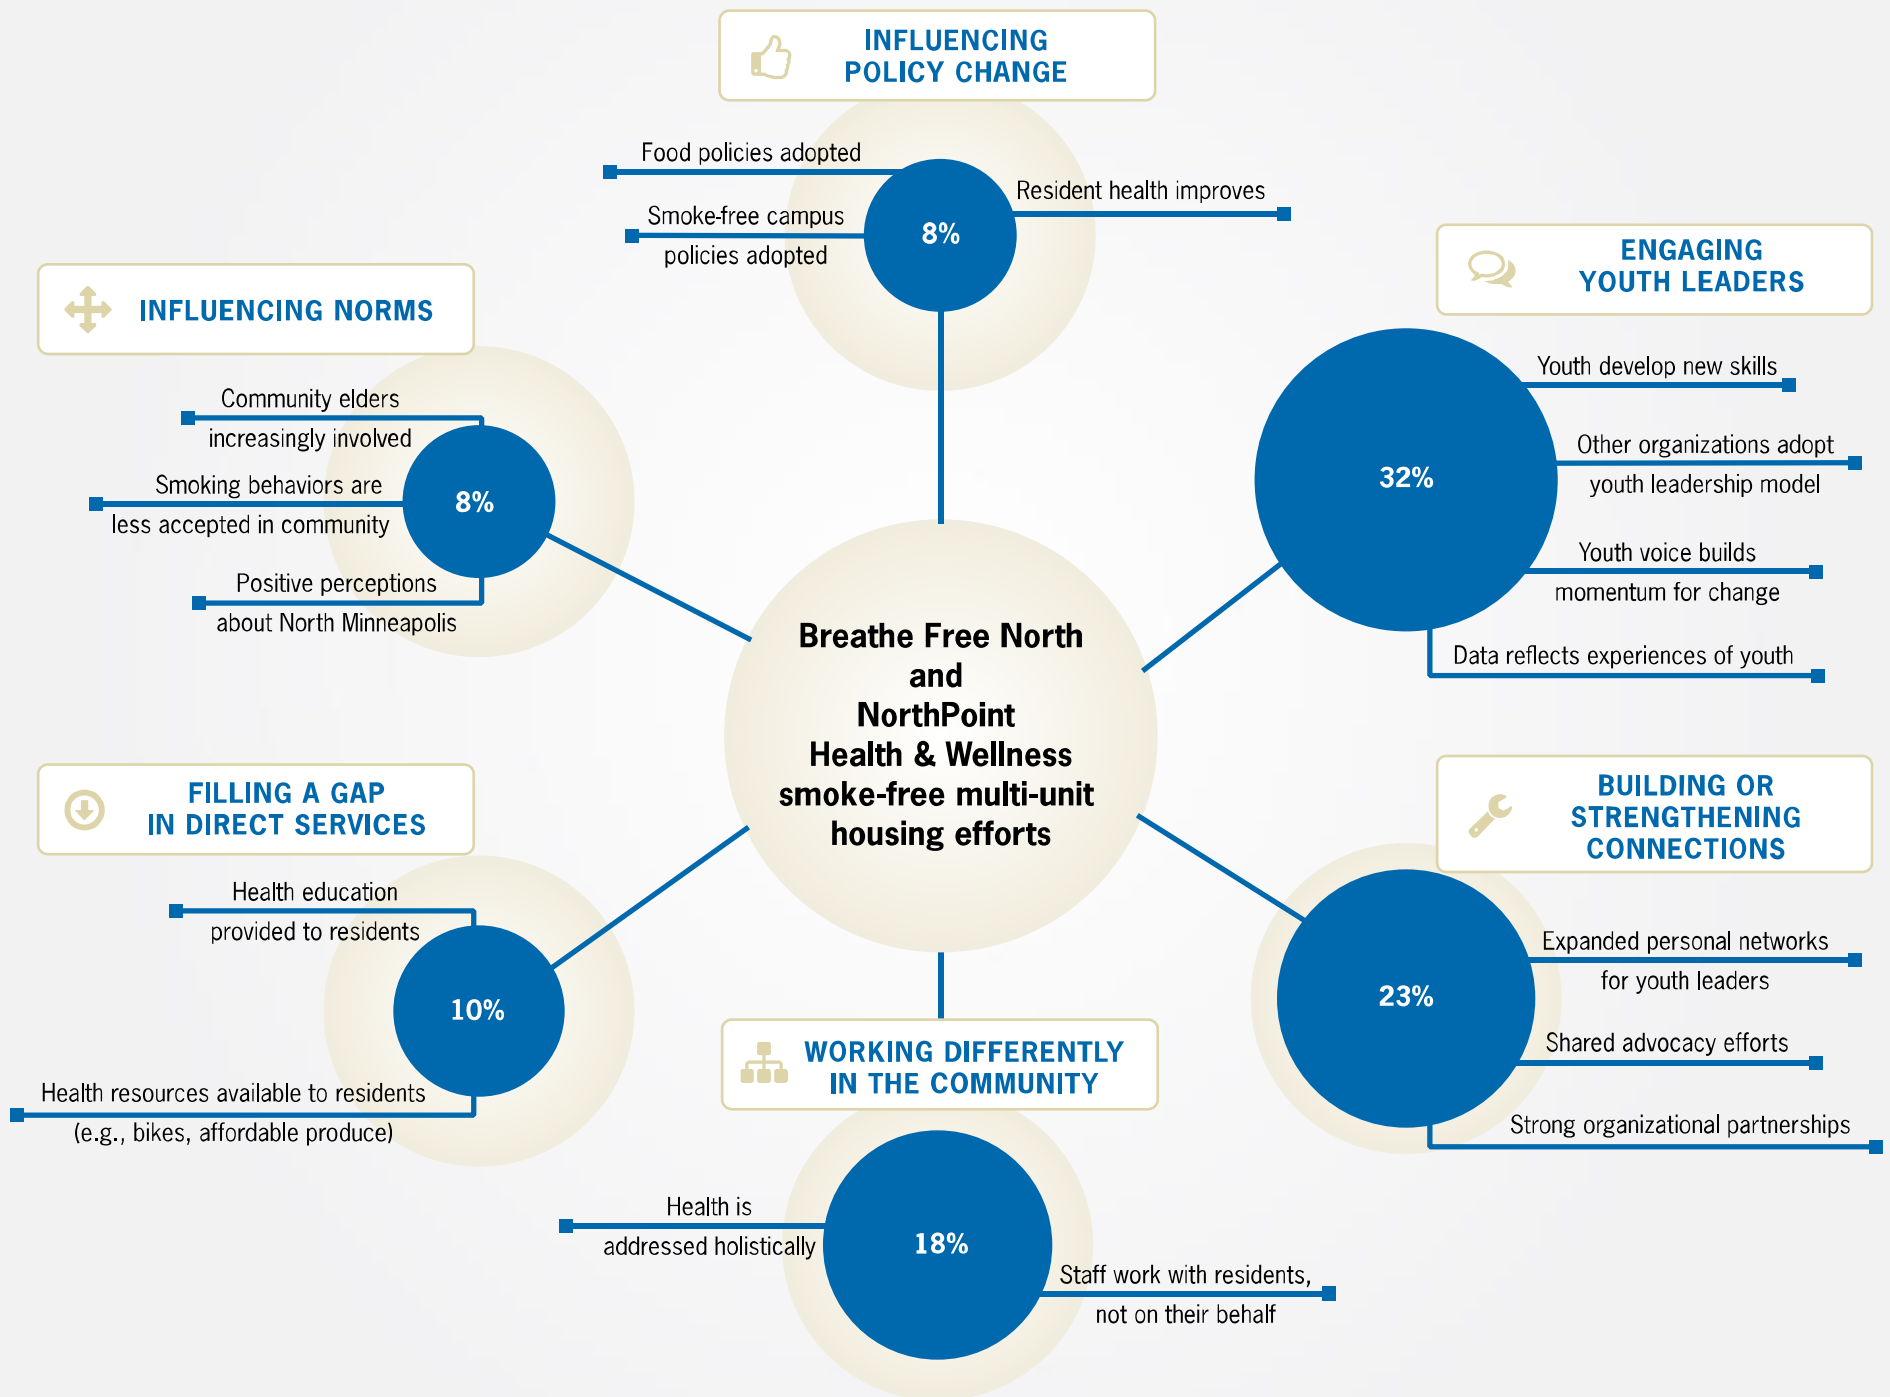 INFLUENCING
POLICY CHANGE
Food policies adopted
Smoke-free campus
policies adopted
Resident health improves
8%
ENGAGING
YOUTH LEADERS
32%
Youth develop new skills
Other organizations adopt
youth leadership model
Youth voice builds
momentum for change
Data reflects experiences of youth
INFLUENCING NORMS
Community elders
increasingly involved
Smoking behaviors are
less accepted in community
Positive perceptions
about North Minneapolis
8%
Breathe Free North
and
NorthPoint
Health & Wellness
smoke-free multi-unit
housing efforts
FILLING A GAP
IN DIRECT SERVICES
Health education
provided to residents
10%
Health resources available to residents
(e.g., bikes, affordable produce)
BUILDING OR
STRENGTHENING
CONNECTIONS
23%
Expanded personal networks
for youth leaders
Shared advocacy efforts
Strong organizational partnerships
WORKING DIFFERENTLY
IN THE COMMUNITY
Health is
addressed holistically
18%
Staff work with residents,
not on their behalf